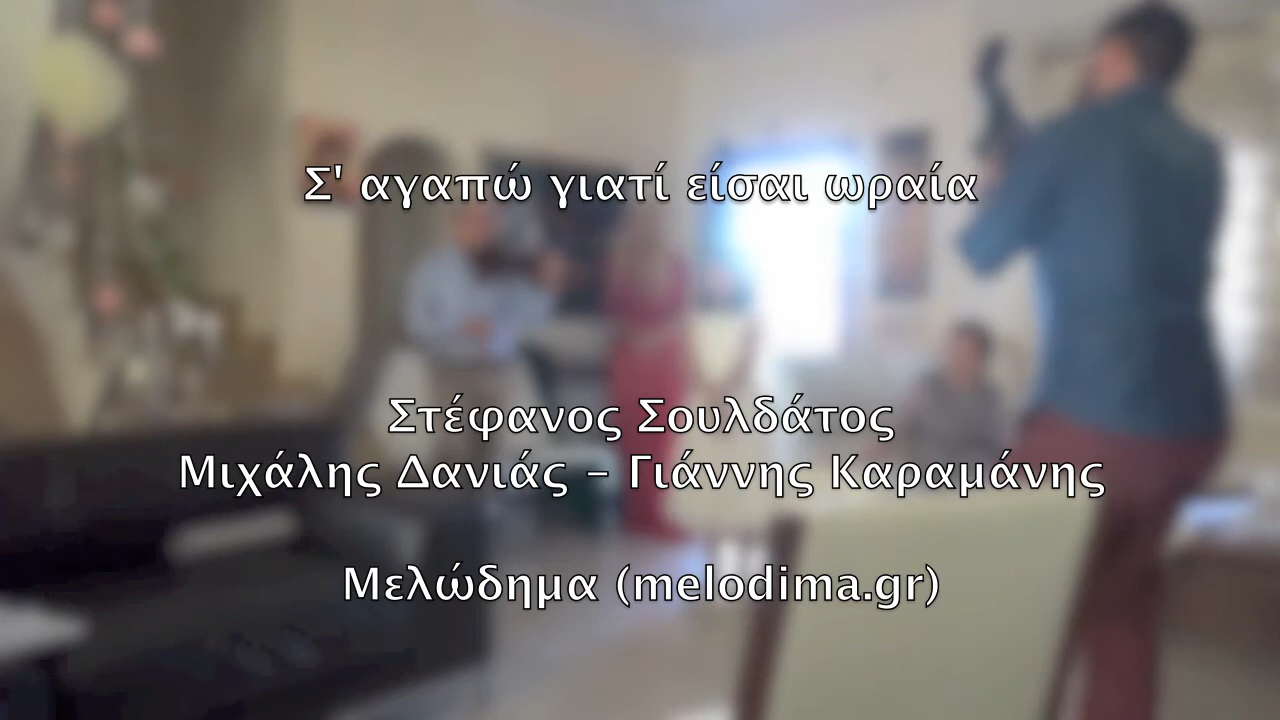 Σ' αγαπώ γιατί είσαι ωραία
Στέφανος Σουλδάτος
Μιχάλης Δανιάς – Γιάννης Καραμάνης
Μελώδημα (melodima.gr)